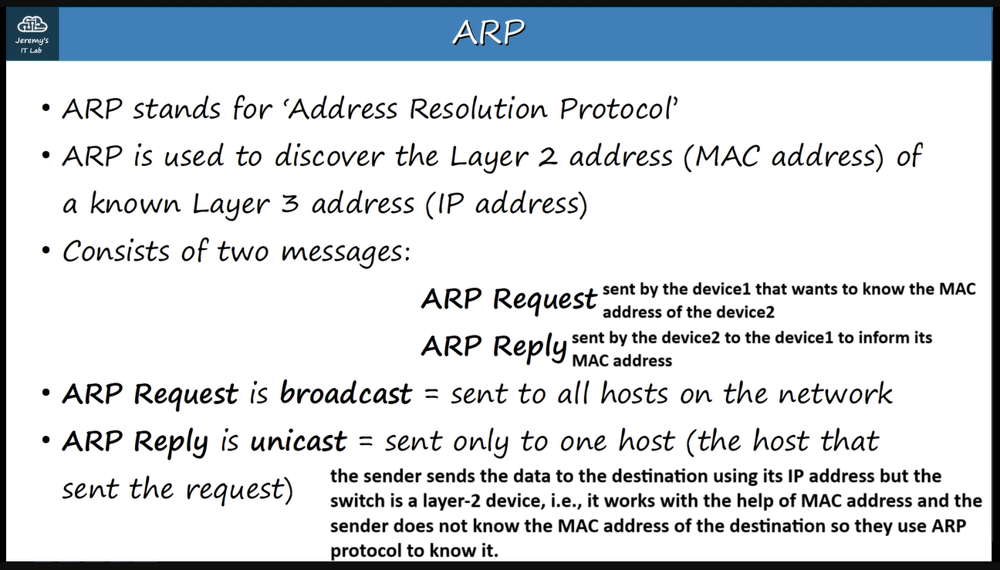 Jeremy's
IT Lab
ARP
• ARP stands for ‘Address Resolution Protocol’
• ARP is used to discover the Layer 2 address (MAC address) of
a known Layer 3 address (IP address)
• Consists of two messages:
ARP Request sent by the device1 that wants to know the MAC
address of the device2
ARP Reply sent by the device2 to the device1 to inform its
MAC address
• ARP Request is broadcast = sent to all hosts on the network
• ARP Reply is unicast = sent only to one host (the host that
sent the request)
the sender sends the data to the destination using its IP address but the
switch is a layer-2 device, i.e., it works with the help of MAC address and the
sender does not know the MAC address of the destination so they use ARP
protocol to know it.